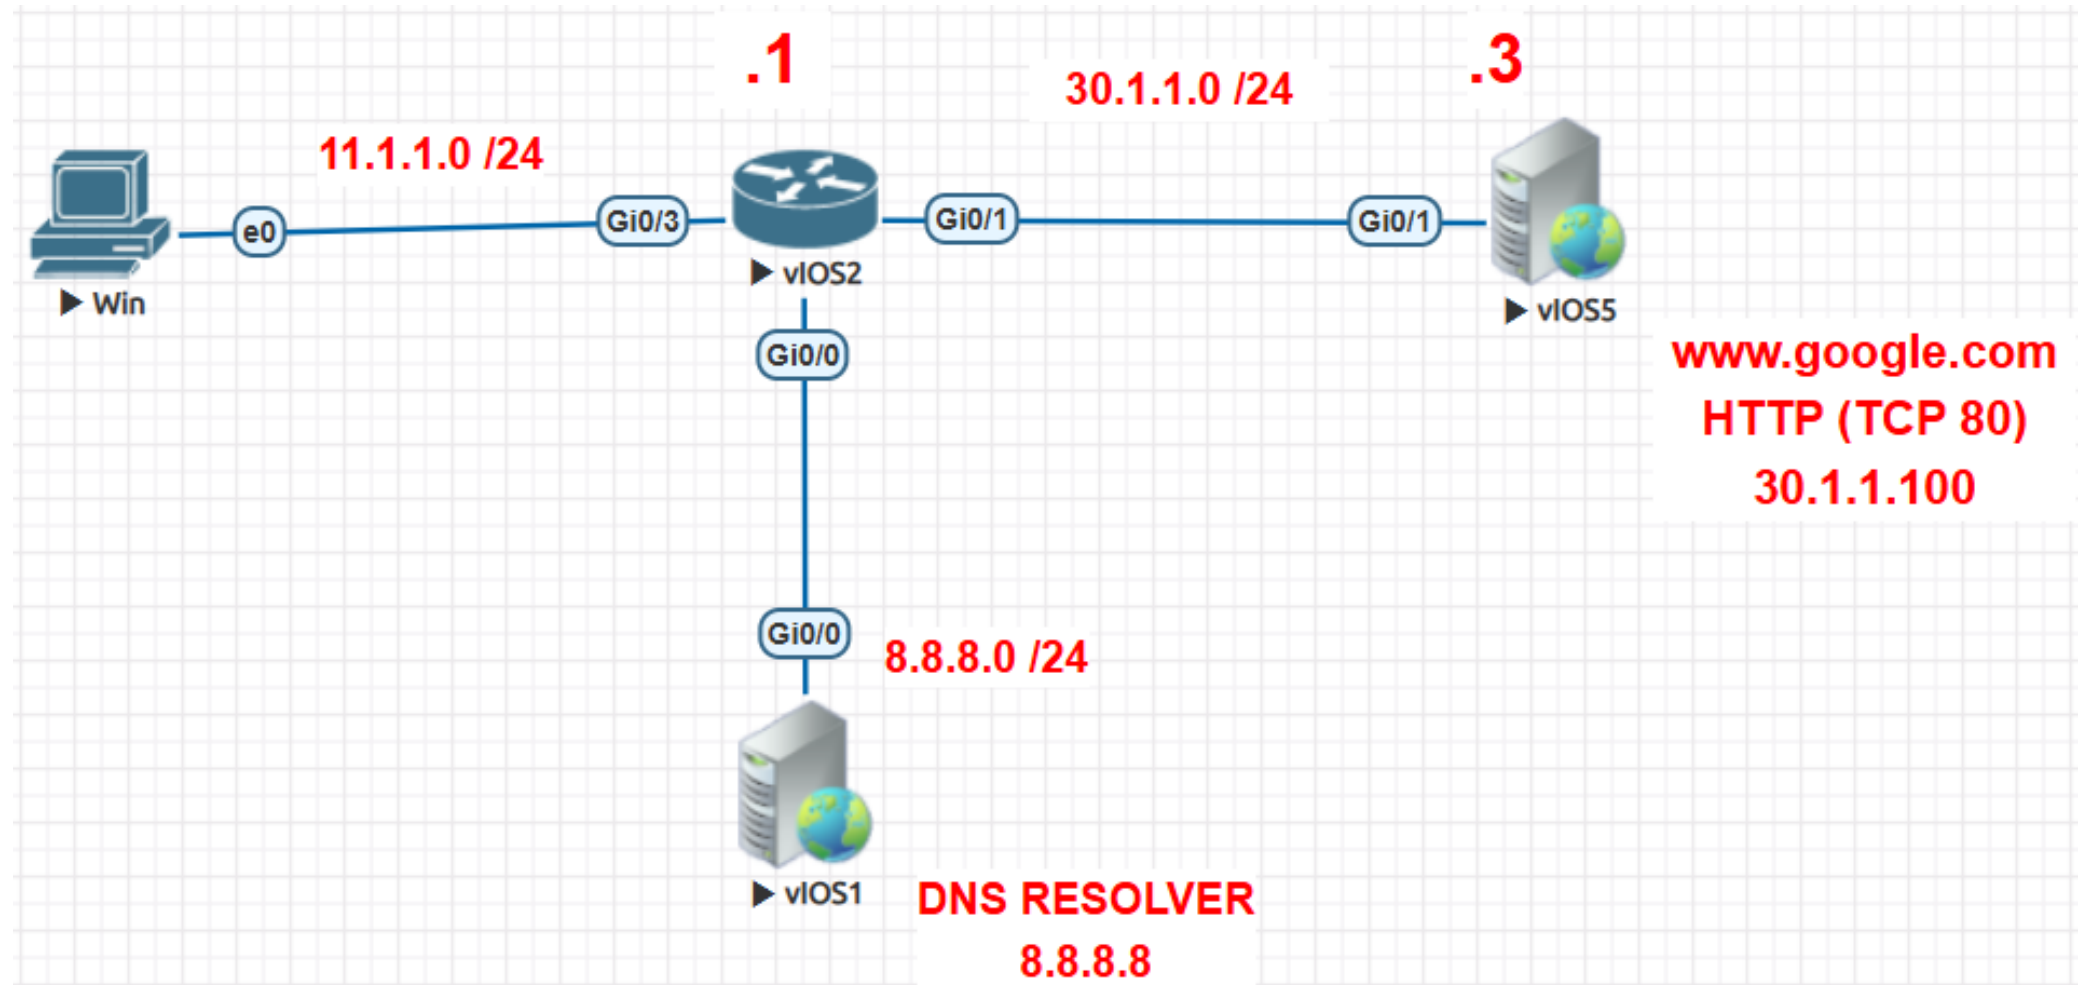 .1
.3
30.1.1.0 /24
11.1.1.0 /24
e0
Gi0/3
Gi0/1
Gi0/1
Win
vIOS2
vIOS5
Gi0/0
www.google.com
HTTP (TCP 80)
30.1.1.100
Gi0/0
8.8.8.0 /24
vIOS1
DNS RESOLVER
8.8.8.8